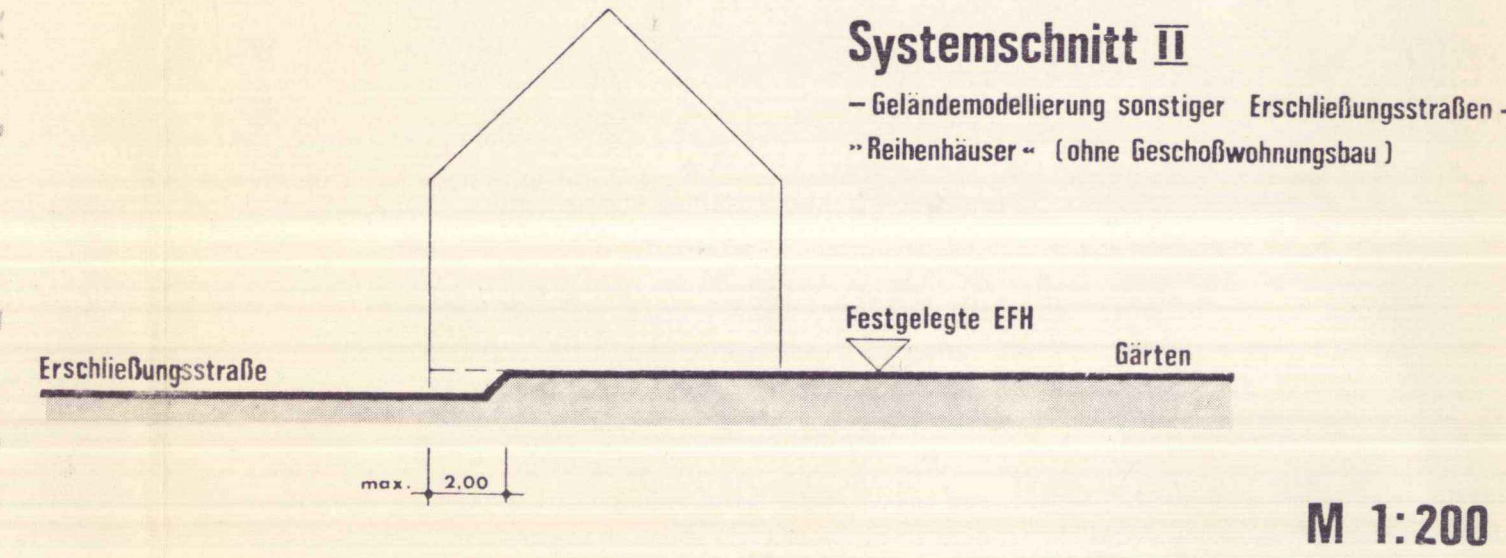 Systemschnitt II
– Geländemodellierung sonstiger Erschließungsstraßen -
" Reihenhäuser " ( ohne Geschoßwohnungsbau )
Festgelegte EFH
Erschließungsstraße
Gärten
max. 2,00
M 1:200